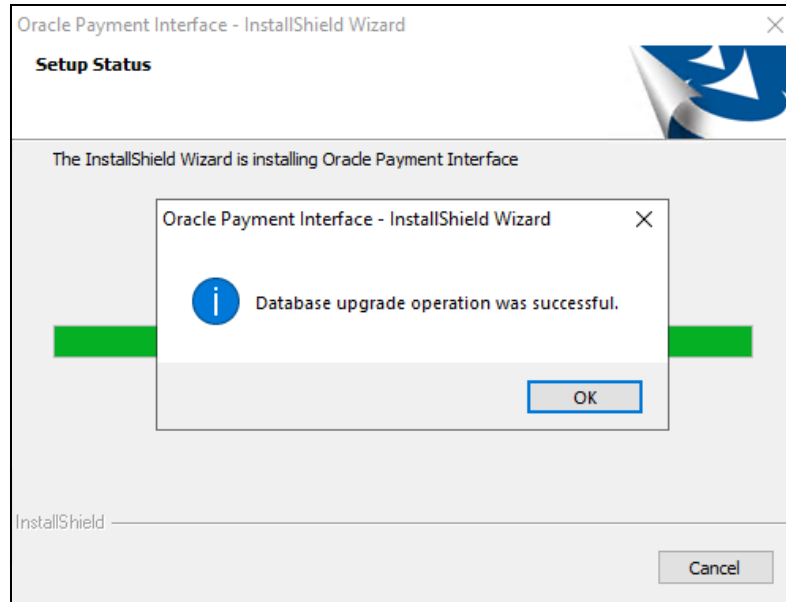 Oracle Payment Interface - InstallShield Wizard
Setup Status
The InstallShield Wizard is installing Oracle Payment Interface
Oracle Payment Interface - InstallShield Wizard
Database upgrade operation was successful.
OK
InstallShield
Cancel